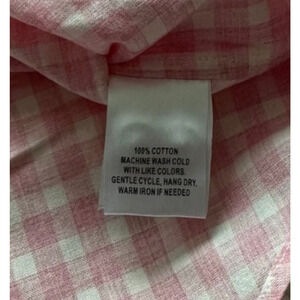 100% COTTON
MACHINE WASH COLD
WITH LIKE COLORS.
GENTLE CYCLE, HANG DRY,
WARM IRON IF NEEDED